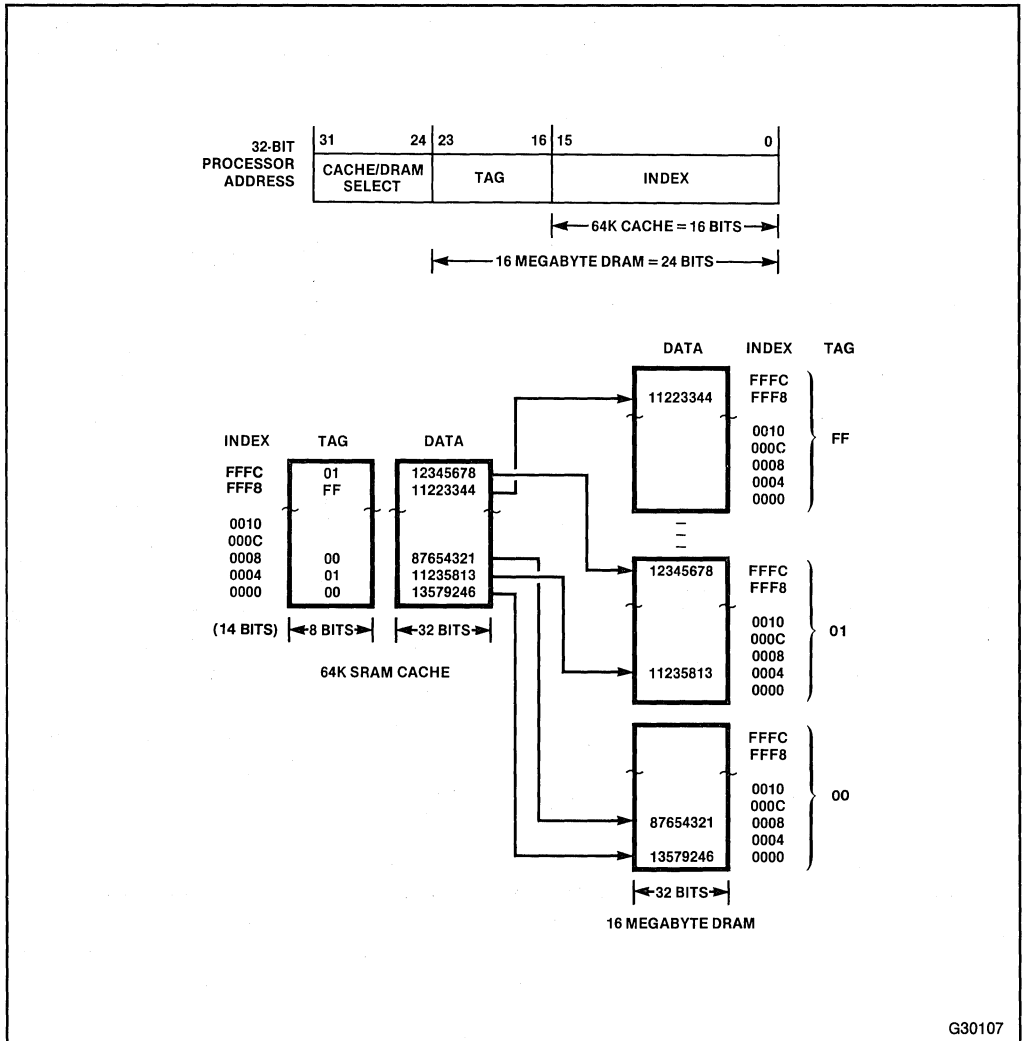 32-BIT
PROCESSOR
ADDRESS
31 24 23 16 15 0
CACHE/DRAM
SELECT
TAG
INDEX
64K CACHE = 16 BITS
16 MEGABYTE DRAM = 24 BITS
INDEX TAG DATA
FFFC 01 12345678
FFF8 FF 11223344
0010
000C
0008 00 87654321
0004 01 11235813
0000 00 13579246
(14 BITS) 8 BITS 32 BITS
64K SRAM CACHE
DATA INDEX TAG
FFFC
11223344 FFF8
0010
000C
0008
0004
0000
FF
12345678 FFFC
FFF8
0010
000C
0008
11235813 0004
0000
01
FFFC
FFF8
0010
000C
87654321 0008
0004
13579246 0000
00
32 BITS
16 MEGABYTE DRAM
G30107